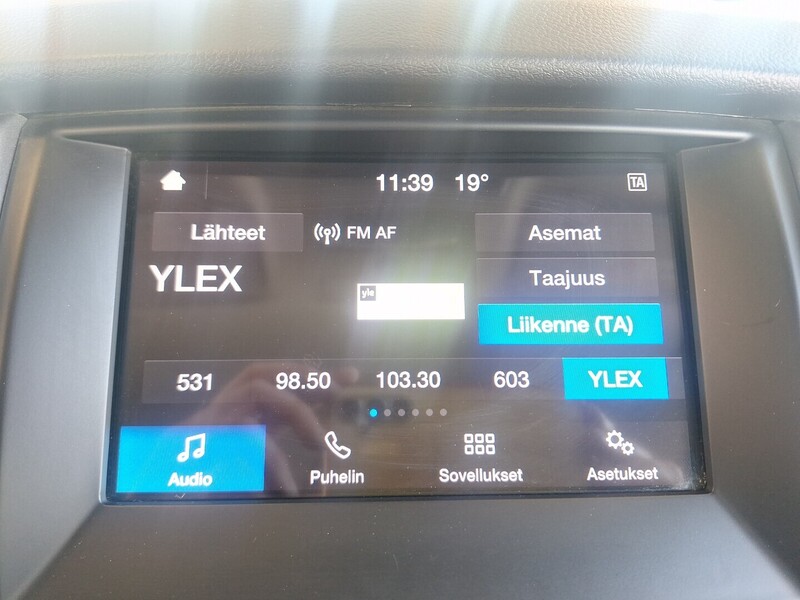 11:39 19° TA
Lähteet FM AF Asemat
YLEX yle Taajuus
Liikenne (TA)
531 98.50 103.30 603 YLEX
Audio Puhelin Sovellukset Asetukset